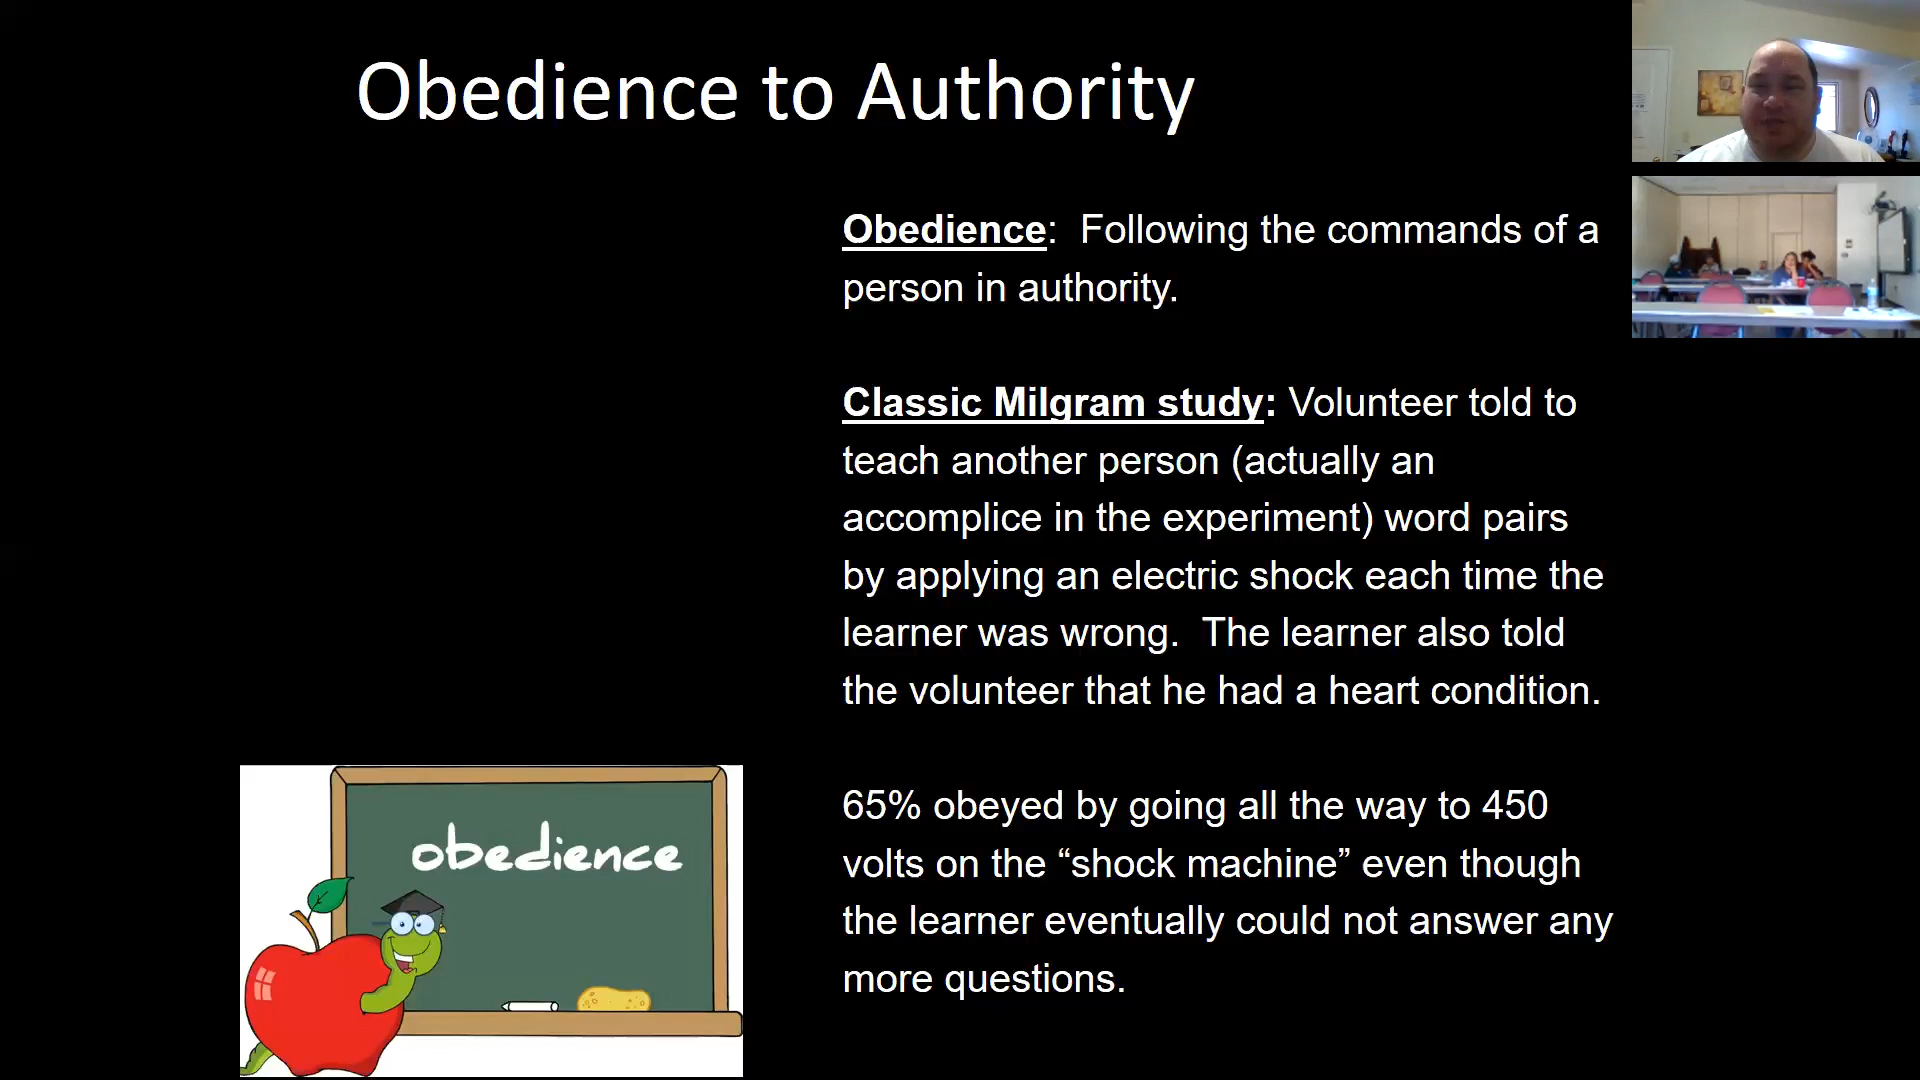 Obedience to Authority
Obedience:  Following the commands of a
person in authority.
Classic Milgram study: Volunteer told to
teach another person (actually an
accomplice in the experiment) word pairs
by applying an electric shock each time the
learner was wrong.  The learner also told
the volunteer that he had a heart condition.
65% obeyed by going all the way to 450
volts on the “shock machine” even though
the learner eventually could not answer any
more questions.
obedience